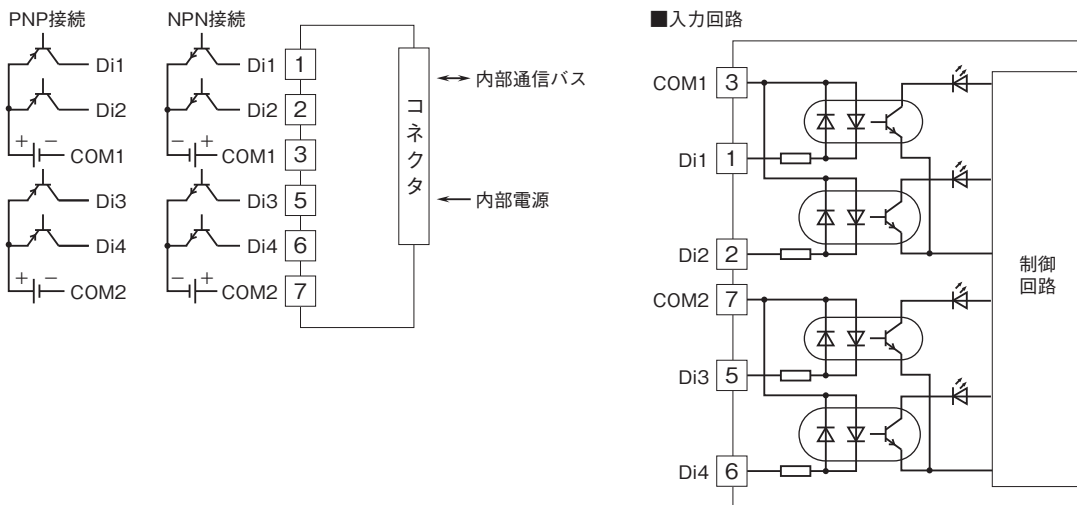 PNP接続
NPN接続
Di1
Di2
+ −
COM1
Di3
Di4
+ −
COM2
Di1
Di2
− +
COM1
Di3
Di4
− +
COM2
1
2
3
5
6
7
コネクタ
内部通信バス
内部電源
■入力回路
COM1 3
Di1 1
Di2 2
COM2 7
Di3 5
Di4 6
制御
回路